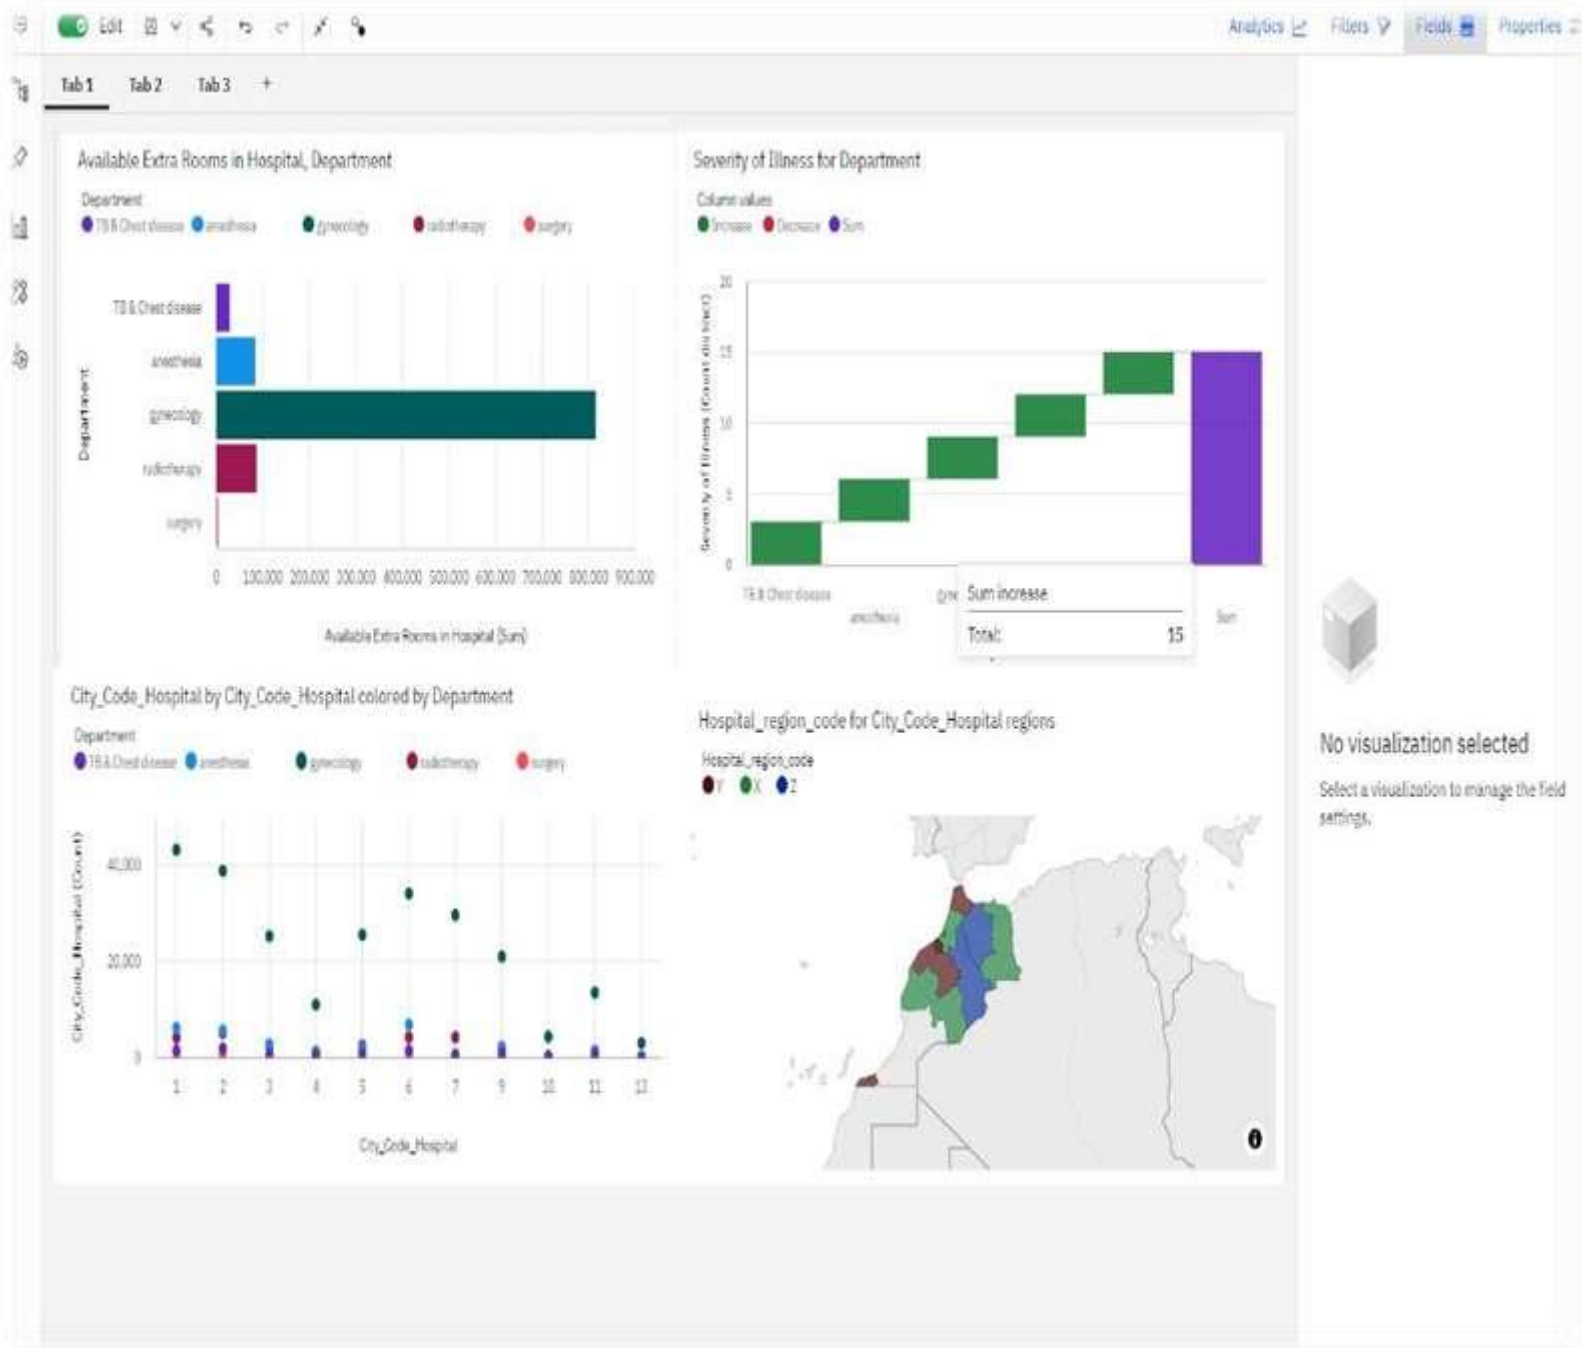 Edit
Analytics Filters Fields Properties
Tab 1 Tab 2 Tab 3 +
Available Extra Rooms in Hospital, Department
Department
TB & Chest disease anesthesia gynecology radiotherapy surgery
TB & Chest disease
anesthesia
gynecology
radiotherapy
surgery
Department
0 100,000 200,000 300,000 400,000 500,000 600,000 700,000 800,000 900,000
Available Extra Rooms in Hospital (Sum)
Severity of Illness for Department
Column values
Increase Decrease Sum
Severity of Illness (Count distinct)
20
15
10
5
0
TB & Chest disease
anesthesia
gyne
Sum
Sum increase
Total: 15
City_Code_Hospital by City_Code_Hospital colored by Department
Department
TB & Chest disease anesthesia gynecology radiotherapy surgery
City_Code_Hospital (Count)
40,000
20,000
0
1 2 3 4 5 6 7 9 10 11 13
City_Code_Hospital
Hospital_region_code for City_Code_Hospital regions
Hospital_region_code
Y X Z
No visualization selected
Select a visualization to manage the field
settings.